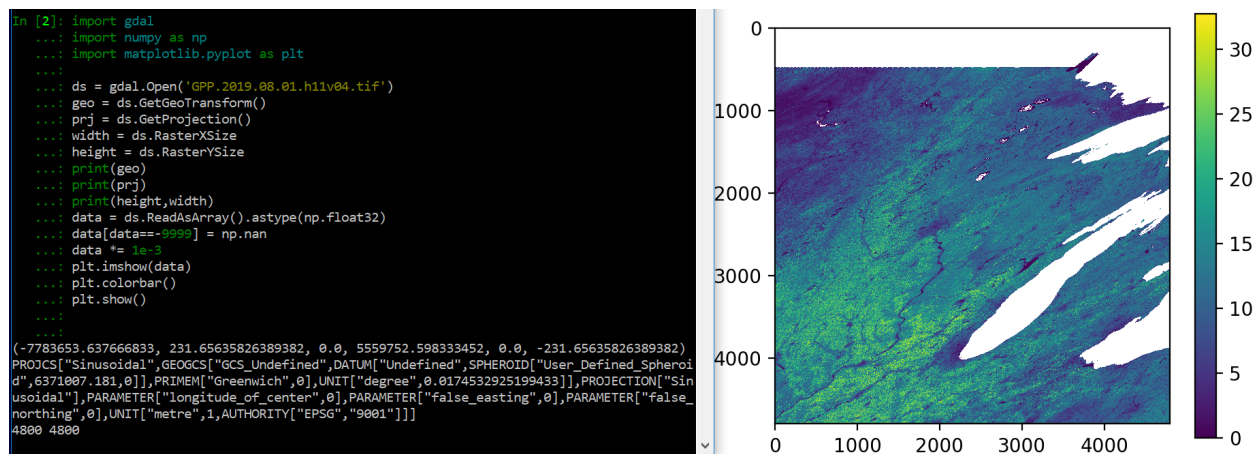 In [2]: import gdal
   ...: import numpy as np
   ...: import matplotlib.pyplot as plt
   ...:
   ...: ds = gdal.Open('GPP.2019.08.01.h11v04.tif')
   ...: geo = ds.GetGeoTransform()
   ...: prj = ds.GetProjection()
   ...: width = ds.RasterXSize
   ...: height = ds.RasterYSize
   ...: print(geo)
   ...: print(prj)
   ...: print(height,width)
   ...: data = ds.ReadAsArray().astype(np.float32)
   ...: data[data==-9999] = np.nan
   ...: data *= 1e-3
   ...: plt.imshow(data)
   ...: plt.colorbar()
   ...: plt.show()
   ...:
   ...:
(-7783653.637666833, 231.65635826389382, 0.0, 5559752.598333452, 0.0, -231.65635826389382)
PROJCS["Sinusoidal",GEOGCS["GCS_Undefined",DATUM["Undefined",SPHEROID["User_Defined_Spheroi
d",6371007.181,0]],PRIMEM["Greenwich",0],UNIT["degree",0.0174532925199433]],PROJECTION["Sin
usoidal"],PARAMETER["longitude_of_center",0],PARAMETER["false_easting",0],PARAMETER["false_
northing",0],UNIT["metre",1,AUTHORITY["EPSG","9001"]]]
4800 4800
0
1000
2000
3000
4000
0
1000
2000
3000
4000
30
25
20
15
10
5
0